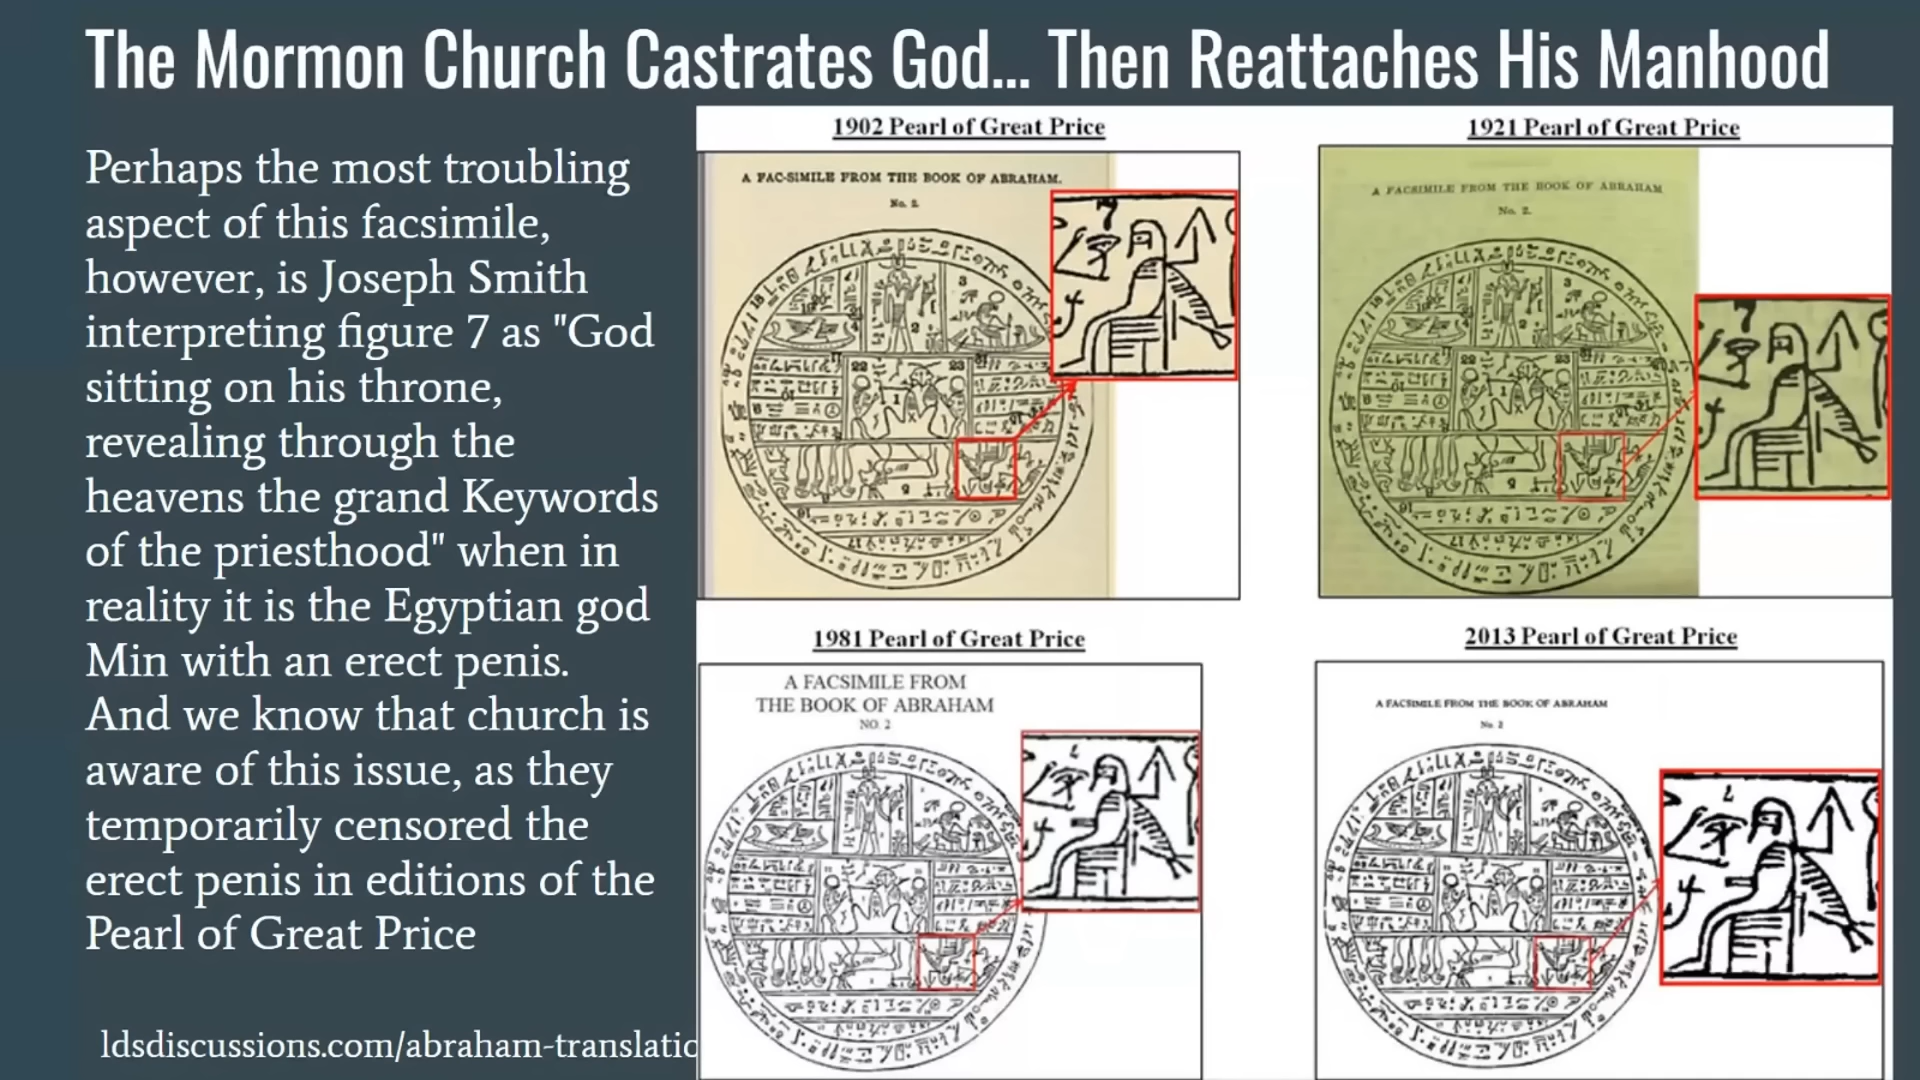 The Mormon Church Castrates God... Then Reattaches His Manhood
Perhaps the most troubling
aspect of this facsimile,
however, is Joseph Smith
interpreting figure 7 as "God
sitting on his throne,
revealing through the
heavens the grand Keywords
of the priesthood" when in
reality it is the Egyptian god
Min with an erect penis.
And we know that church is
aware of this issue, as they
temporarily censored the
erect penis in editions of the
Pearl of Great Price
ldsdiscussions.com/abraham-translatio
1902 Pearl of Great Price
A FAC-SIMILE FROM THE BOOK OF ABRAHAM.
No. 2.
1921 Pearl of Great Price
A FACSIMILE FROM THE BOOK OF ABRAHAM
No. 2.
1981 Pearl of Great Price
A FACSIMILE FROM
THE BOOK OF ABRAHAM
NO. 2
2013 Pearl of Great Price
A FACSIMILE FROM THE BOOK OF ABRAHAM
No. 2